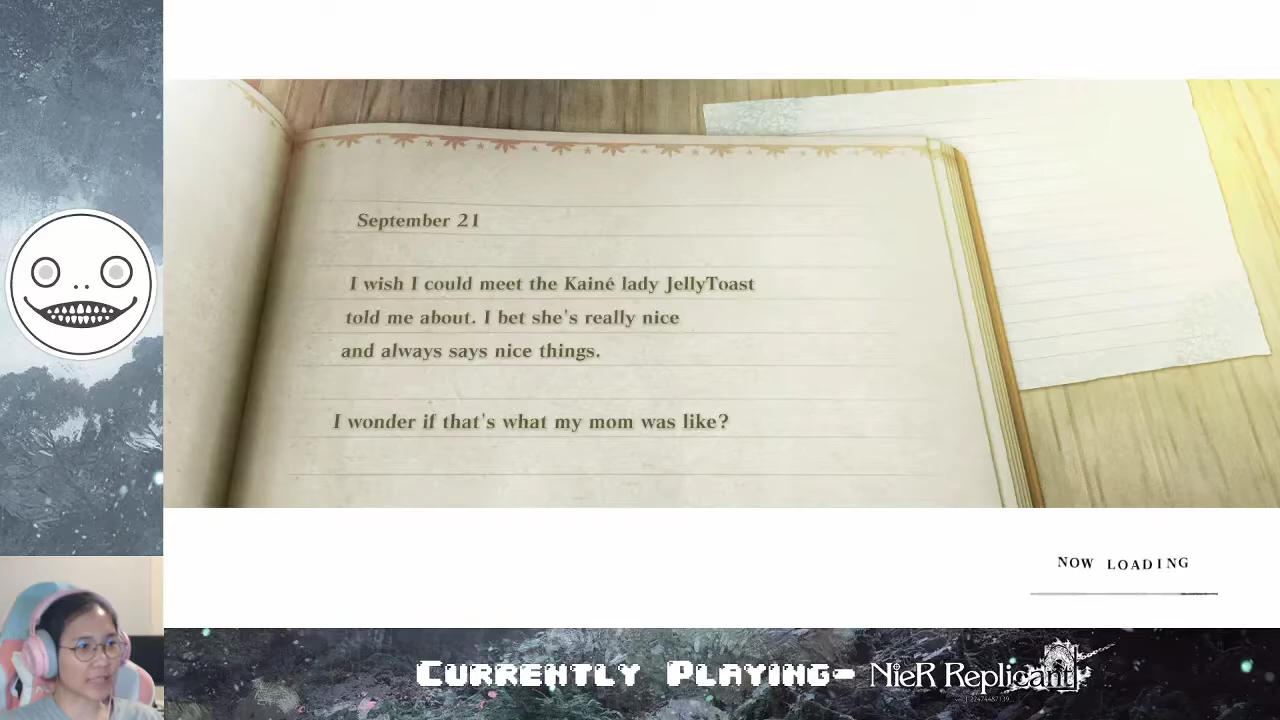 September 21
I wish I could meet the Kainé lady JellyToast
told me about. I bet she's really nice
and always says nice things.
I wonder if that's what my mom was like?
NOW LOADING
CURRENTLY PLAYING- NieR Replicant